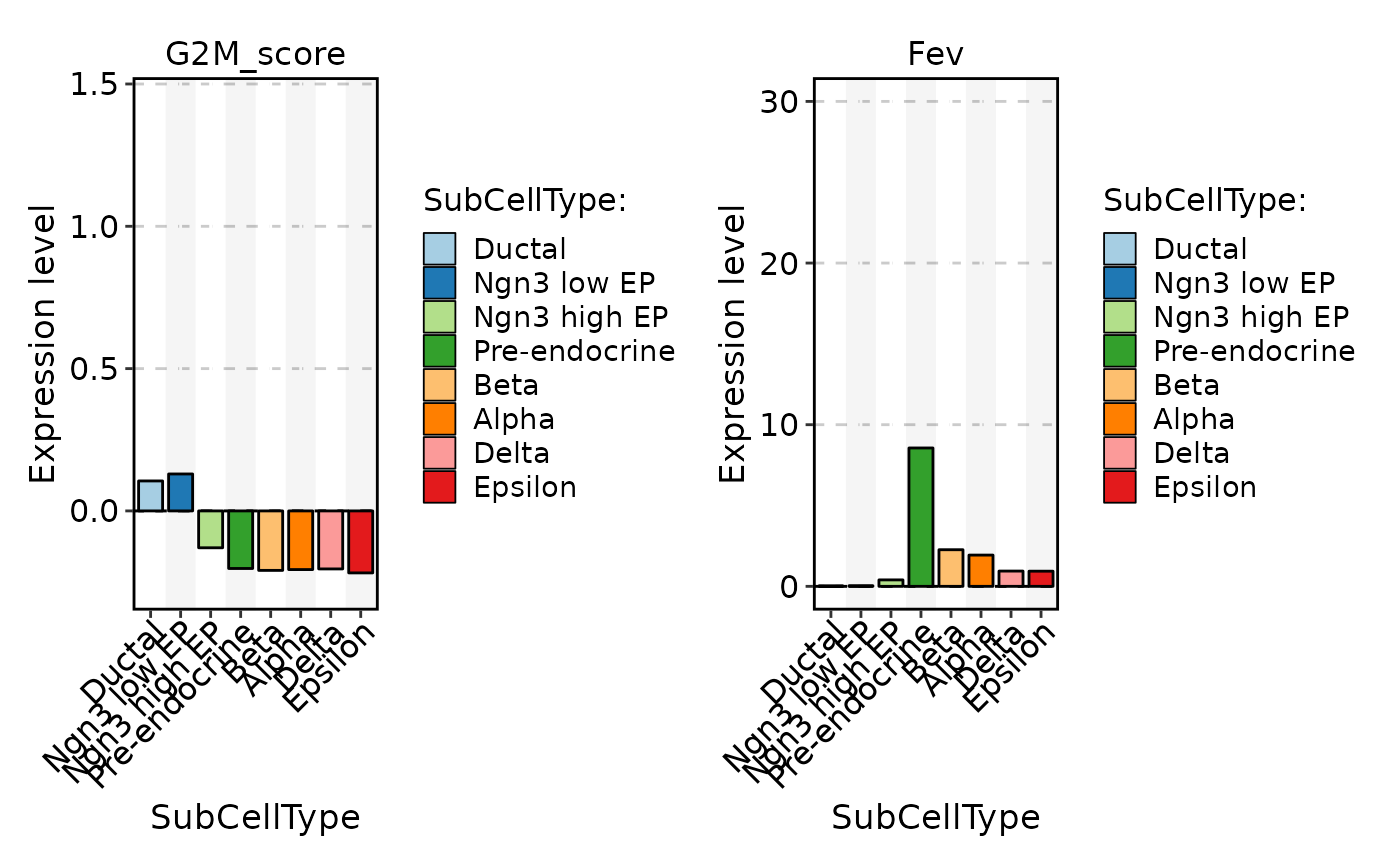 G2M_score
1.5
1.0
0.5
0.0
Expression level
Ductal
Ngn3 low EP
Ngn3 high EP
Pre-endocrine
Beta
Alpha
Delta
Epsilon
SubCellType
SubCellType:
Ductal
Ngn3 low EP
Ngn3 high EP
Pre-endocrine
Beta
Alpha
Delta
Epsilon
Fev
30
20
10
0
Expression level
Ductal
Ngn3 low EP
Ngn3 high EP
Pre-endocrine
Beta
Alpha
Delta
Epsilon
SubCellType
SubCellType:
Ductal
Ngn3 low EP
Ngn3 high EP
Pre-endocrine
Beta
Alpha
Delta
Epsilon